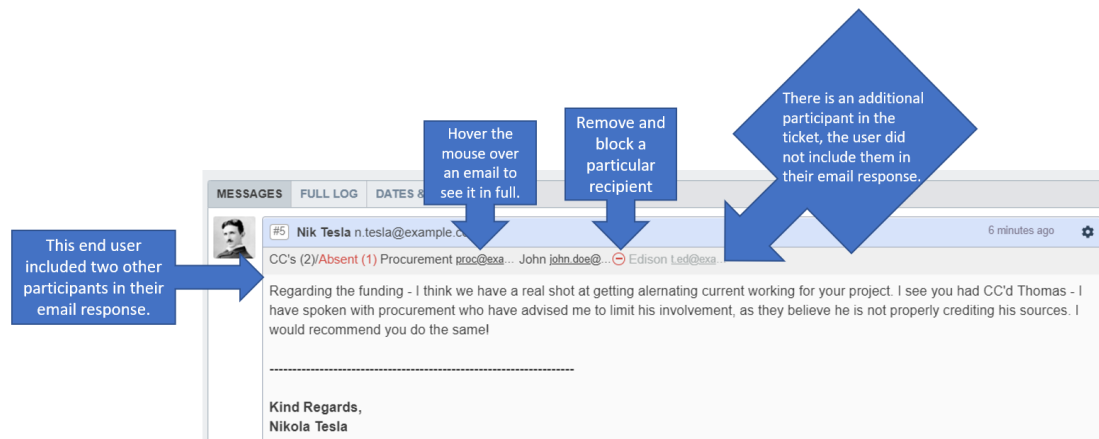 There is an additional
participant in the
ticket, the user did
not include them in
their email response.
Remove and
block a
particular
recipient
Hover the
mouse over
an email to
see it in full.
MESSAGES FULL LOG DATES &
This end user
included two other
participants in their
email response.
#5 Nik Tesla n.tesla@example.c 6 minutes ago
CC's (2)/Absent (1) Procurement proc@exa... John john.doe@... Edison t.ed@exa...
Regarding the funding - I think we have a real shot at getting alernating current working for your project. I see you had CC'd Thomas - I
have spoken with procurement who have advised me to limit his involvement, as they believe he is not properly crediting his sources. I
would recommend you do the same!
----------------------------------------------------------------------
Kind Regards,
Nikola Tesla